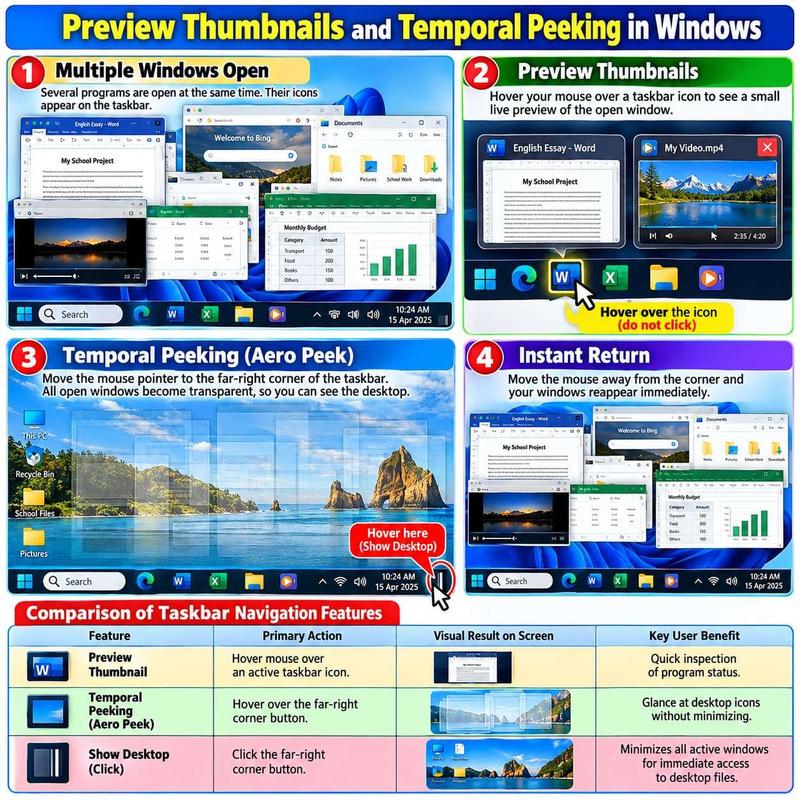 Preview Thumbnails and Temporal Peeking in Windows
1 Multiple Windows Open
Several programs are open at the same time. Their icons
appear on the taskbar.
English Essay - Word
My School Project
Welcome to Bing
Documents
Notes
Pictures
School Work
Downloads
Monthly Budget
Category Amount
Transport 100
Food 200
Books 150
Others 100
Search
10:24 AM
15 Apr 2025
2 Preview Thumbnails
Hover your mouse over a taskbar icon to see a small
live preview of the open window.
English Essay - Word
My School Project
My Video.mp4
2:35 / 4:20
Hover over the icon
(do not click)
3 Temporal Peeking (Aero Peek)
Move the mouse pointer to the far-right corner of the taskbar.
All open windows become transparent, so you can see the desktop.
This PC
Recycle Bin
School Files
Pictures
Hover here
(Show Desktop)
Search
10:24 AM
15 Apr 2025
4 Instant Return
Move the mouse away from the corner and
your windows reappear immediately.
English Essay - Word
My School Project
Welcome to Bing
Documents
Notes
Pictures
School Work
Downloads
Monthly Budget
Category Amount
Transport 100
Food 200
Books 150
Others 100
Search
10:24 AM
15 Apr 2025
Comparison of Taskbar Navigation Features
Feature Primary Action Visual Result on Screen Key User Benefit
Preview
Thumbnail
Hover mouse over
an active taskbar icon.
Quick inspection
of program status.
Temporal
Peeking
(Aero Peek)
Hover over the far-right
corner button.
Glance at desktop icons
without minimizing.
Show Desktop
(Click)
Click the far-right
corner button.
Minimizes all active windows
for immediate access
to desktop files.